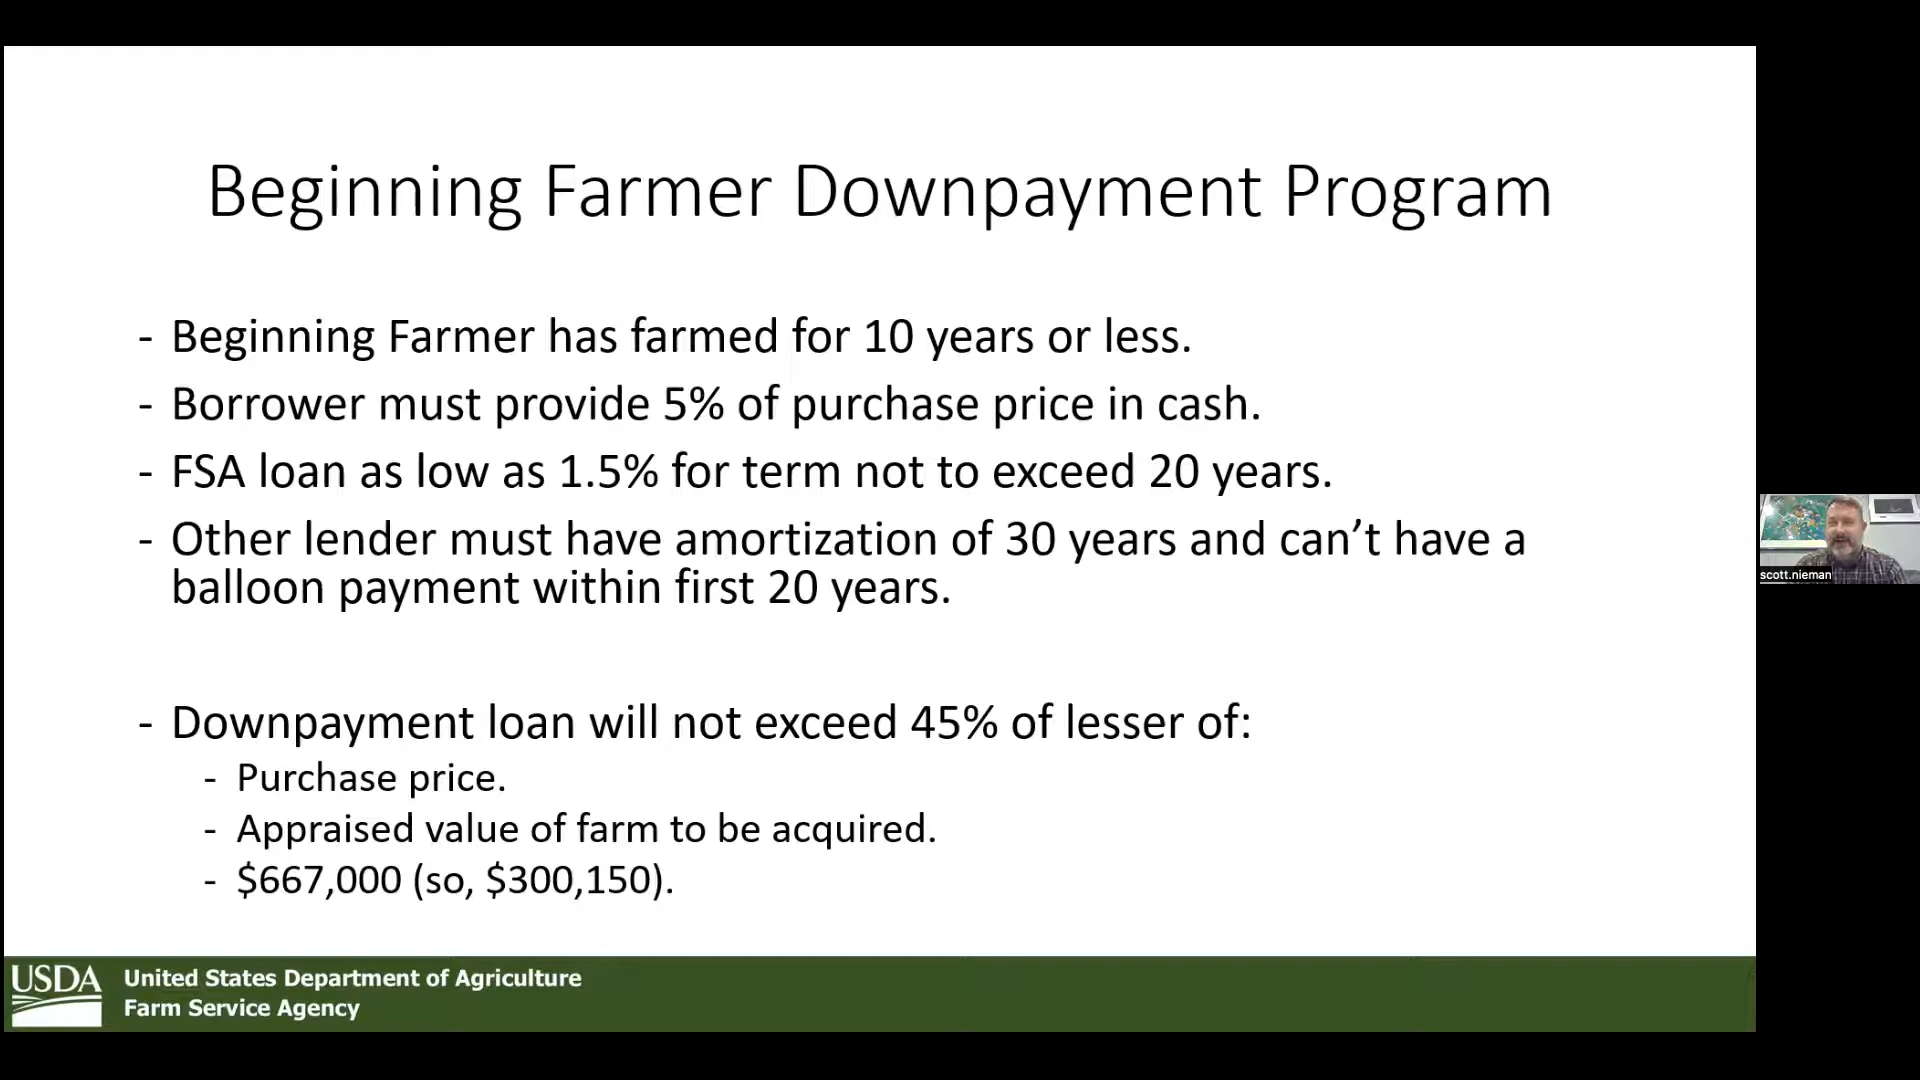 Beginning Farmer Downpayment Program
- Beginning Farmer has farmed for 10 years or less.
- Borrower must provide 5% of purchase price in cash.
- FSA loan as low as 1.5% for term not to exceed 20 years.
- Other lender must have amortization of 30 years and can’t have a
balloon payment within first 20 years.
- Downpayment loan will not exceed 45% of lesser of:
- Purchase price.
- Appraised value of farm to be acquired.
- $667,000 (so, $300,150).
scott.nieman
USDA
United States Department of Agriculture
Farm Service Agency